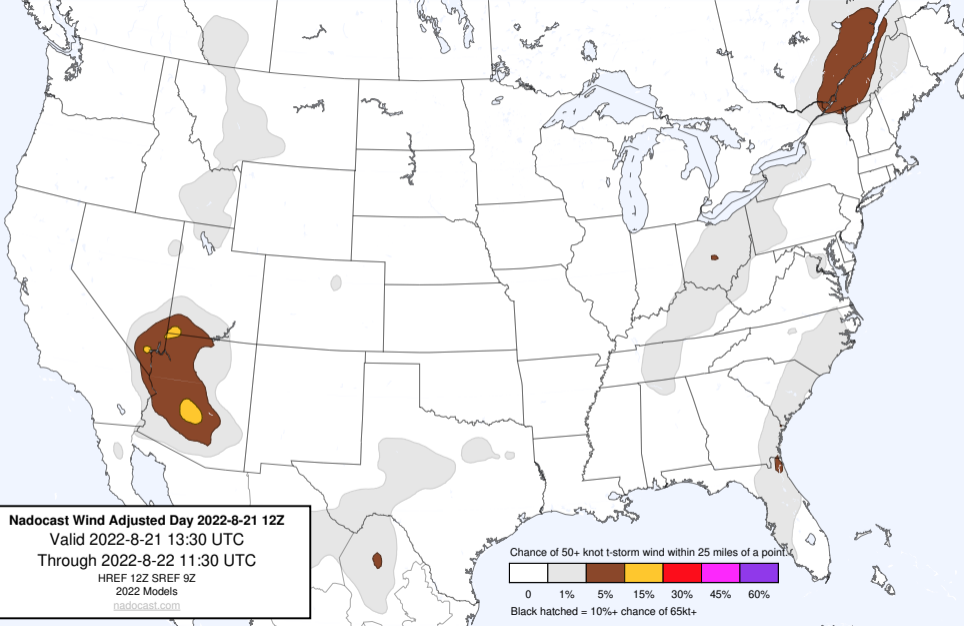 Nadocast Wind Adjusted Day 2022-8-21 12Z
Valid 2022-8-21 13:30 UTC
Through 2022-8-22 11:30 UTC
HREF 12Z SREF 9Z
2022 Models
nadocast.com
Chance of 50+ knot t-storm wind within 25 miles of a point.
0 1% 5% 15% 30% 45% 60%
Black hatched = 10%+ chance of 65kt+